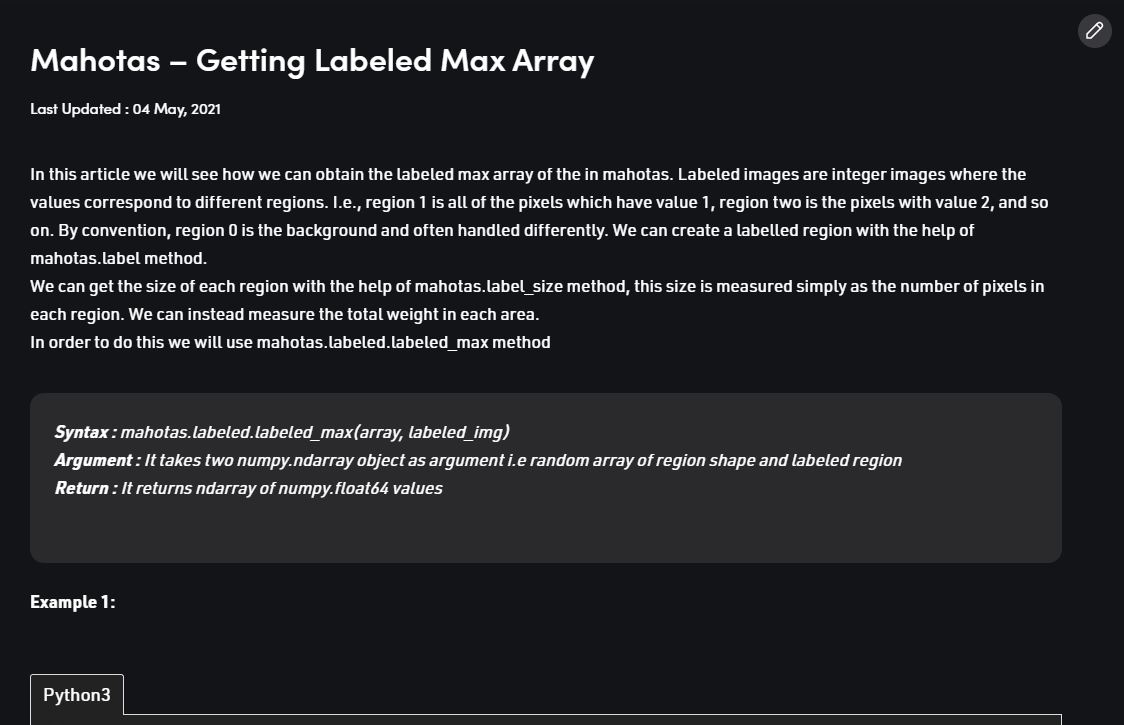 Mahotas – Getting Labeled Max Array
Last Updated : 04 May, 2021
In this article we will see how we can obtain the labeled max array of the in mahotas. Labeled images are integer images where the
values correspond to different regions. I.e., region 1 is all of the pixels which have value 1, region two is the pixels with value 2, and so
on. By convention, region 0 is the background and often handled differently. We can create a labelled region with the help of
mahotas.label method.
We can get the size of each region with the help of mahotas.label_size method, this size is measured simply as the number of pixels in
each region. We can instead measure the total weight in each area.
In order to do this we will use mahotas.labeled.labeled_max method
Syntax : mahotas.labeled.labeled_max(array, labeled_img)
Argument : It takes two numpy.ndarray object as argument i.e random array of region shape and labeled region
Return : It returns ndarray of numpy.float64 values
Example 1:
Python3